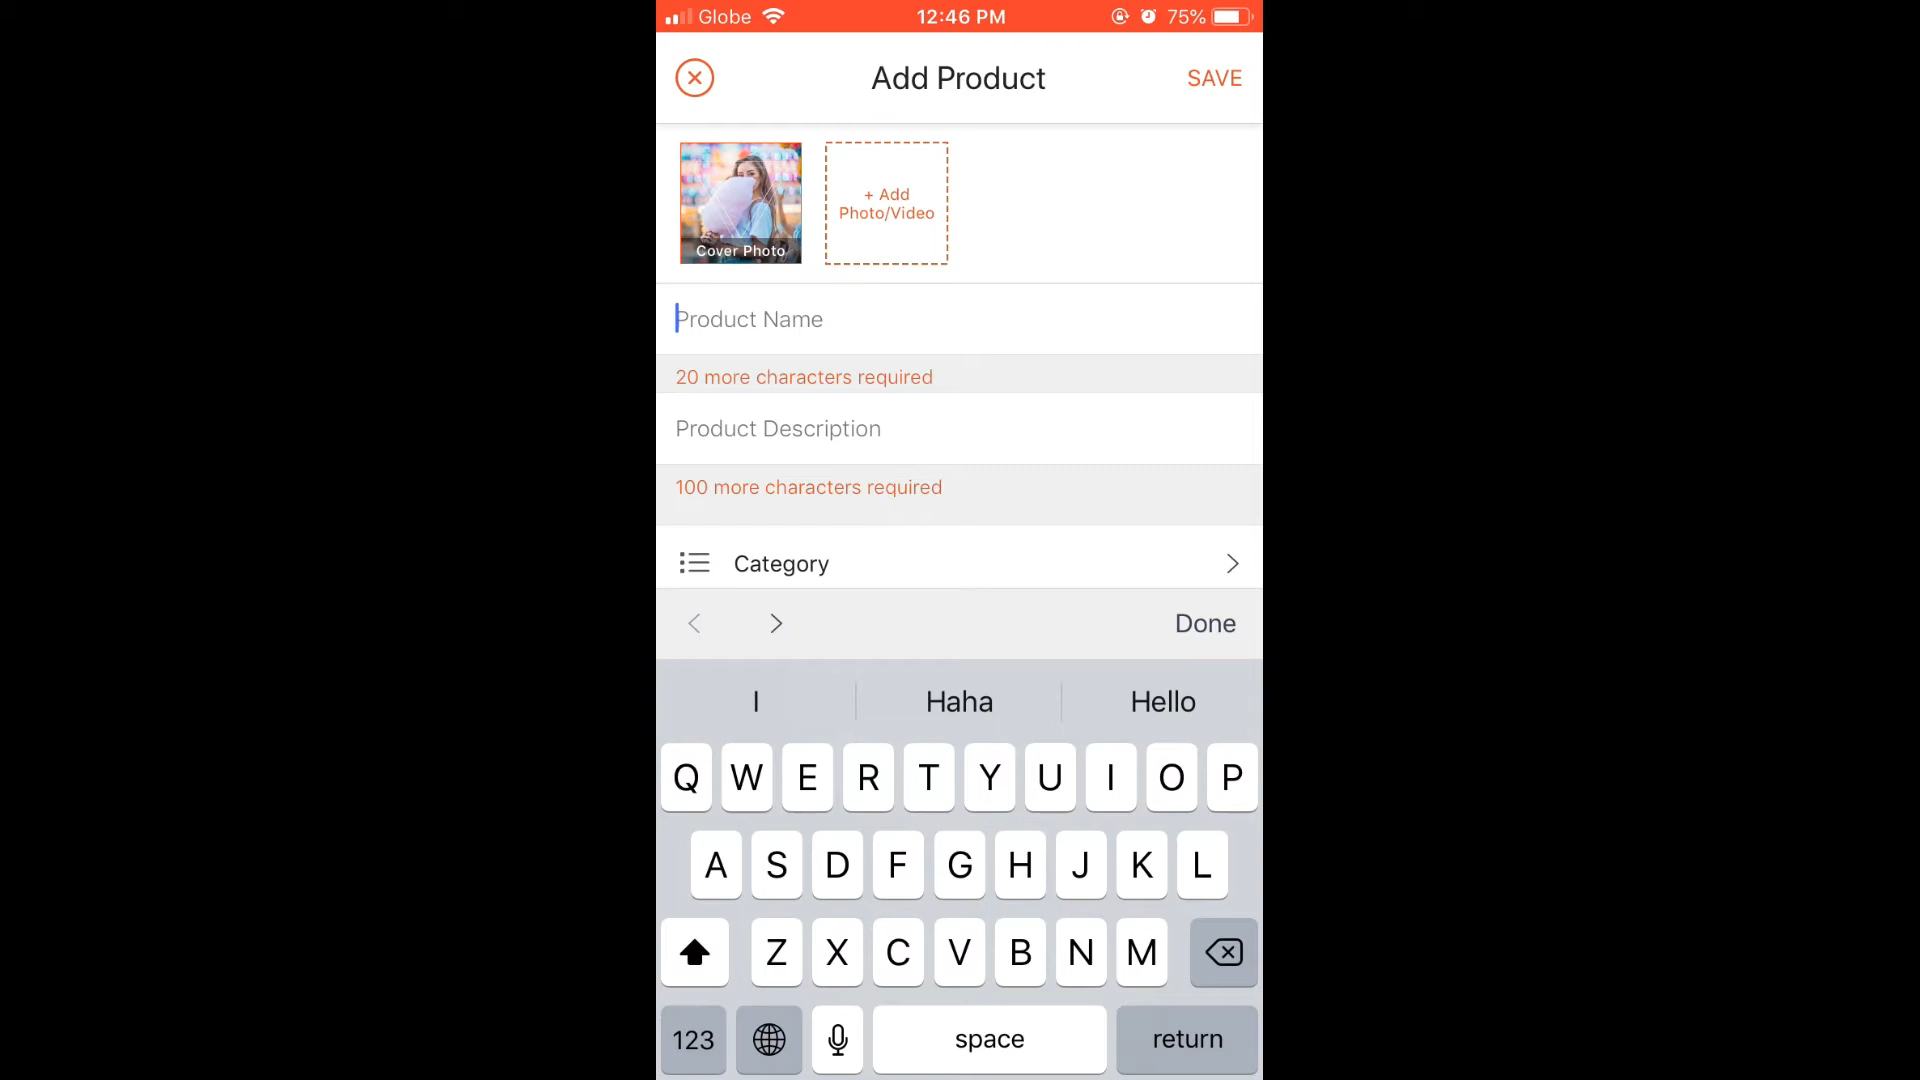 Globe 12:46 PM 75%
Add Product SAVE
+ Add
Photo/Video
Cover Photo
Product Name
20 more characters required
Product Description
100 more characters required
Category
Done
I Haha Hello
Q W E R T Y U I O P
A S D F G H J K L
Z X C V B N M
123 space return